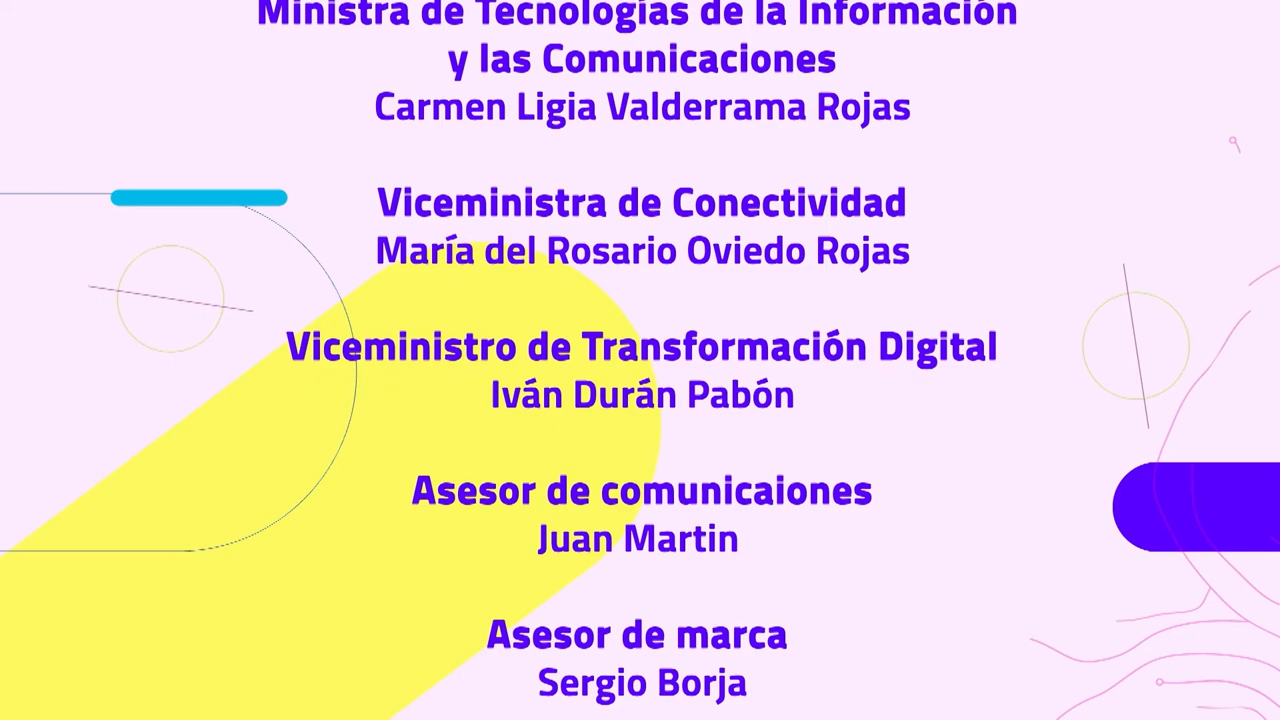 Ministra de Tecnologías de la Información
y las Comunicaciones
Carmen Ligia Valderrama Rojas
Viceministra de Conectividad
María del Rosario Oviedo Rojas
Viceministro de Transformación Digital
Iván Durán Pabón
Asesor de comunicaiones
Juan Martin
Asesor de marca
Sergio Borja